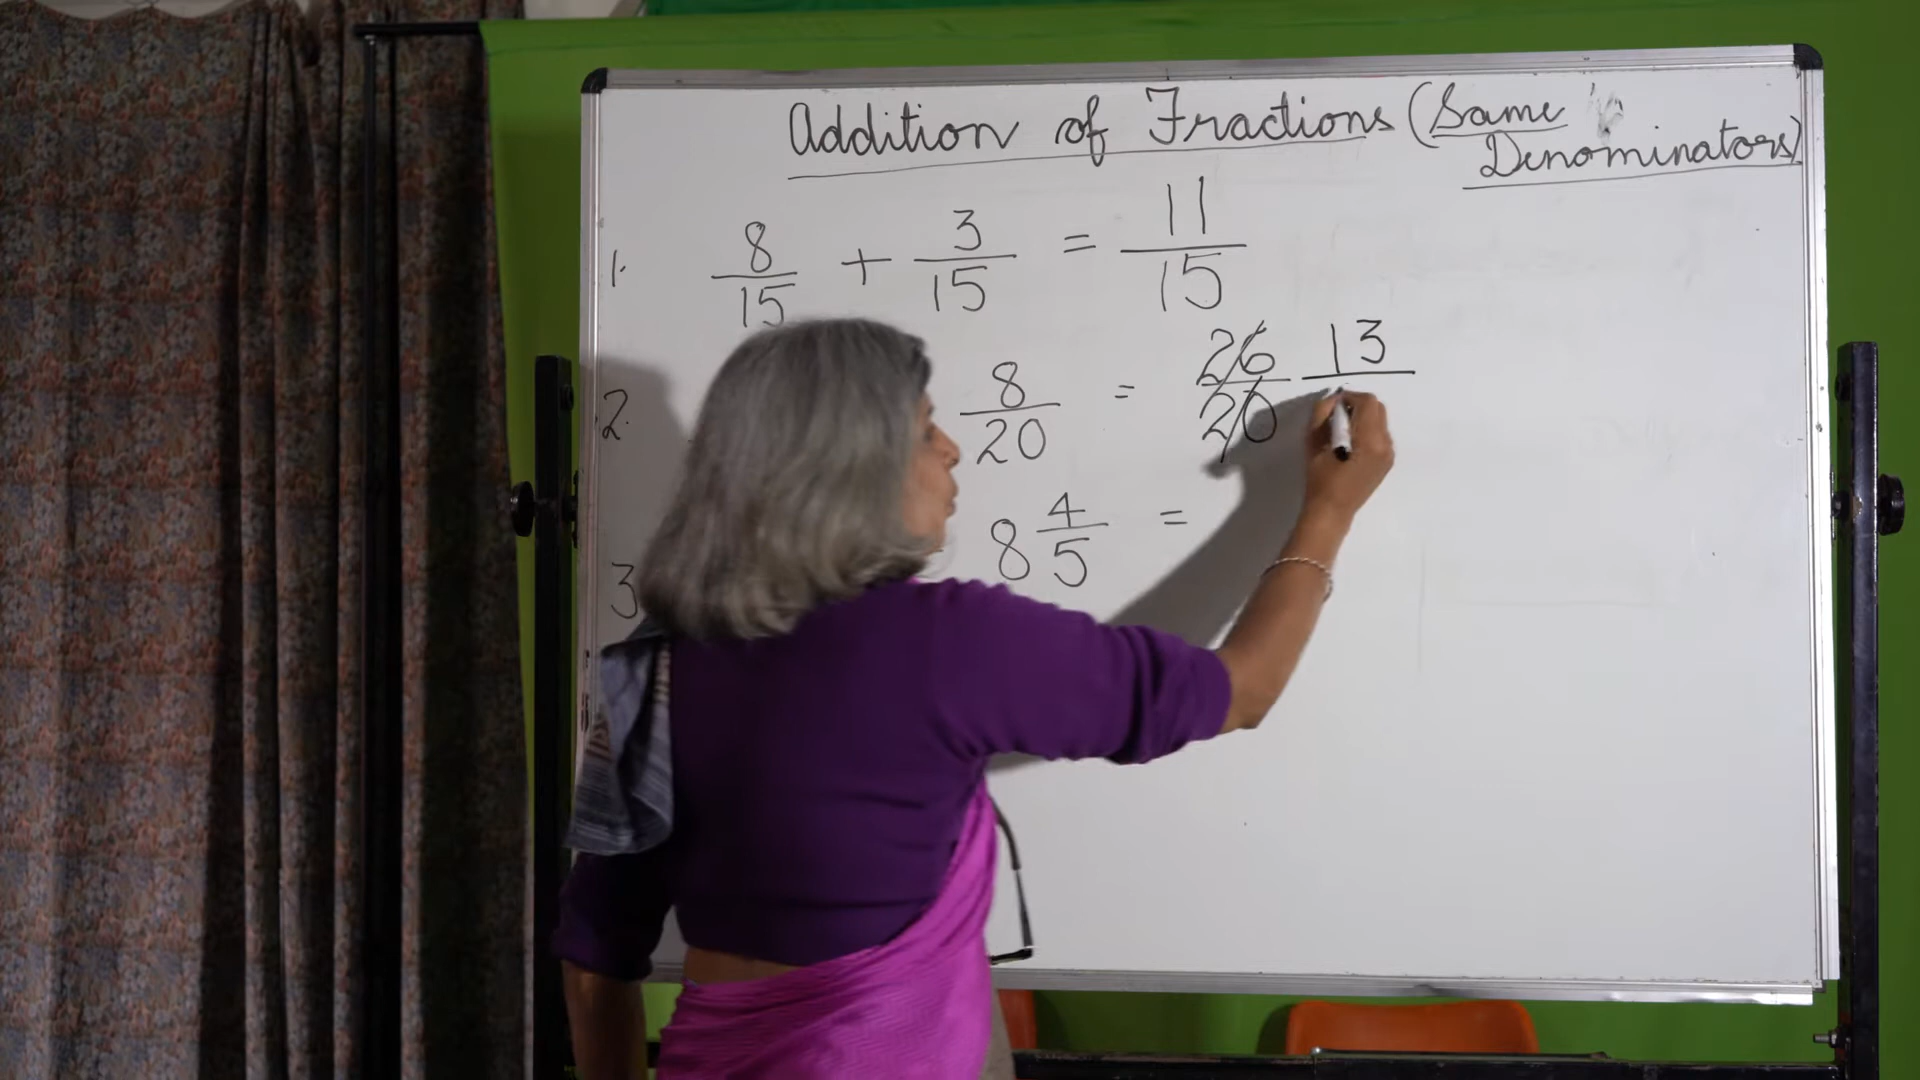 Addition of Fractions (Same
Denominators)
1. 8/15 + 3/15 = 11/15
2. 8/20 = 26/20 13
3 8 4/5 =